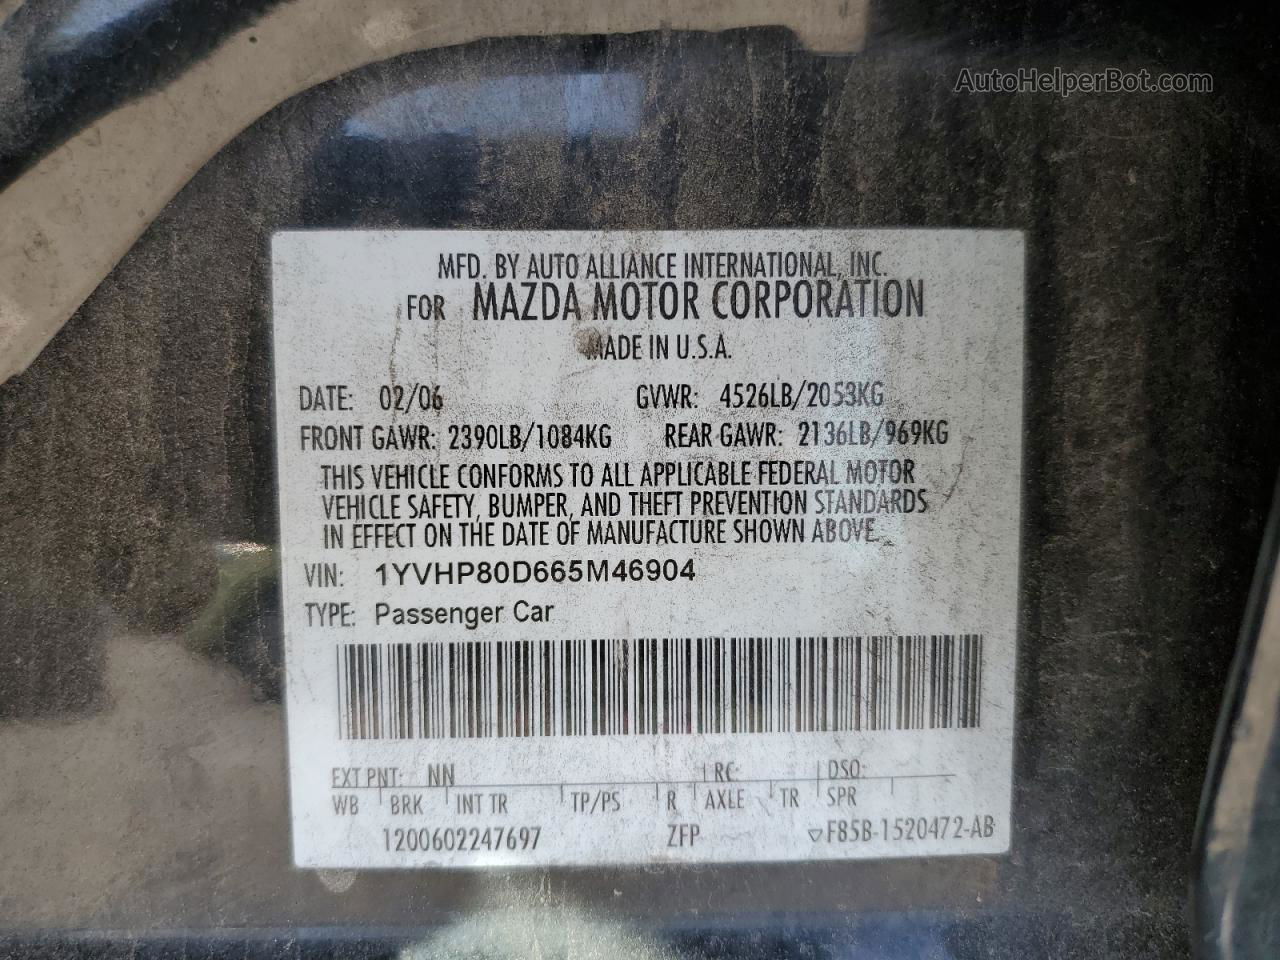 AutoHelperBot.com
MFD. BY AUTO ALLIANCE INTERNATIONAL, INC.
FOR MAZDA MOTOR CORPORATION
MADE IN U.S.A.
DATE: 02/06 GVWR: 4526LB/2053KG
FRONT GAWR: 2390LB/1084KG REAR GAWR: 2136LB/969KG
THIS VEHICLE CONFORMS TO ALL APPLICABLE FEDERAL MOTOR
VEHICLE SAFETY, BUMPER, AND THEFT PREVENTION STANDARDS
IN EFFECT ON THE DATE OF MANUFACTURE SHOWN ABOVE.
VIN: 1YVHP80D665M46904
TYPE: Passenger Car
EXT PNT: NN RC: DSO:
WB BRK INT TR TP/PS R AXLE TR SPR
1200602247697 ZFP ▽F85B-1520472-AB